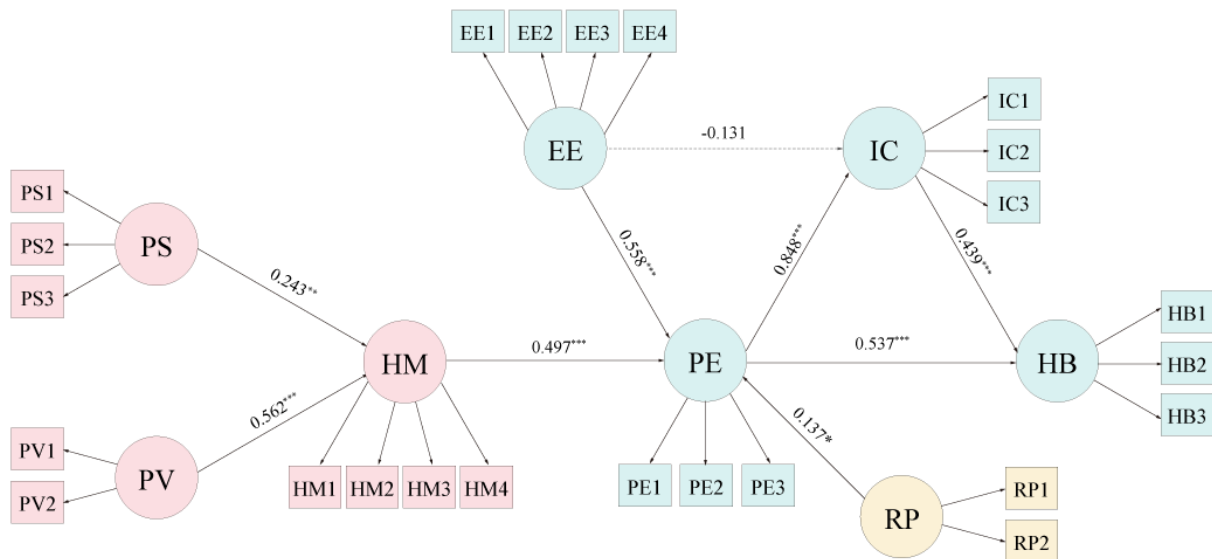 EE1 EE2 EE3 EE4
EE
-0.131
IC
IC1
IC2
IC3
PS1
PS2
PS3
PS
0.243**
0.558***
0.848***
0.439***
HM
0.497***
PE
0.537***
HB
HB1
HB2
HB3
0.562***
0.137*
PV1
PV2
PV
HM1 HM2 HM3 HM4
PE1 PE2 PE3
RP
RP1
RP2